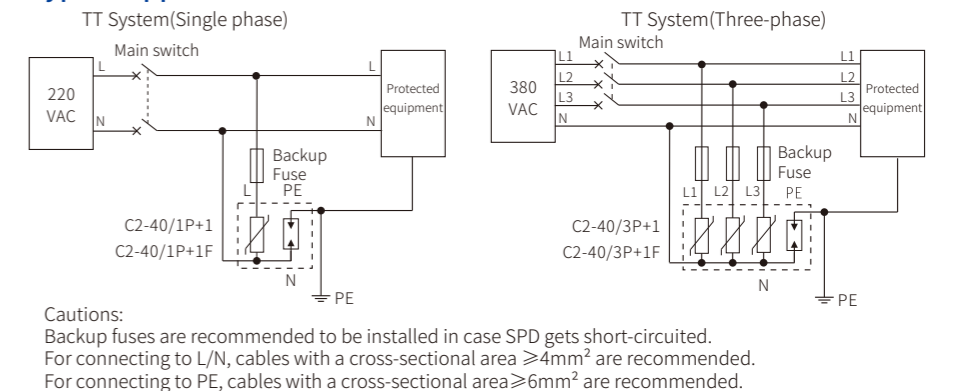 TT System(Single phase)
Main switch
L
L
220
VAC
Protected
equipment
N
N
Backup
Fuse
L
PE
C2-40/1P+1
C2-40/1P+1F
N
PE
TT System(Three-phase)
Main switch
L1
L1
L2
L2
380
VAC
Protected
equipment
L3
L3
N
N
Backup
Fuse
L1
L2
L3
PE
C2-40/3P+1
C2-40/3P+1F
N
PE
Cautions:
Backup fuses are recommended to be installed in case SPD gets short-circuited.
For connecting to L/N, cables with a cross-sectional area ≥4mm² are recommended.
For connecting to PE, cables with a cross-sectional area≥6mm² are recommended.